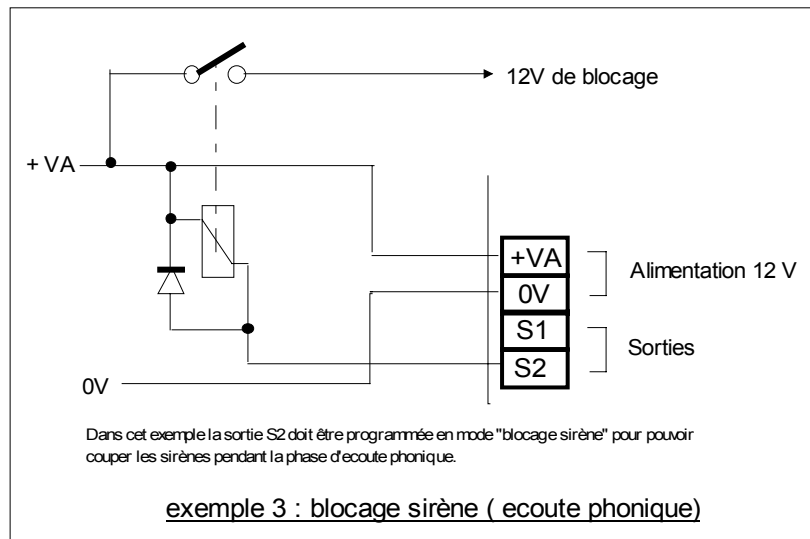 12V de blocage
+ VA
+VA
0V
Alimentation 12 V
S1
S2
Sorties
0V
Dans cet exemple la sortie S2 doit être programmée en mode "blocage sirène" pour pouvoir
couper les sirènes pendant la phase d'ecoute phonique.
exemple 3 : blocage sirène ( ecoute phonique)